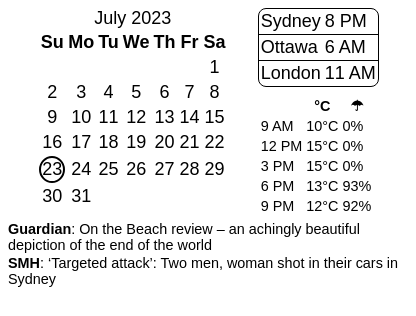 July 2023
Su Mo Tu We Th Fr Sa
1
2 3 4 5 6 7 8
9 10 11 12 13 14 15
16 17 18 19 20 21 22
23 24 25 26 27 28 29
30 31
Sydney 8 PM
Ottawa 6 AM
London 11 AM
°C ☂
9 AM 10°C 0%
12 PM 15°C 0%
3 PM 15°C 0%
6 PM 13°C 93%
9 PM 12°C 92%
Guardian: On the Beach review – an achingly beautiful
depiction of the end of the world
SMH: ‘Targeted attack’: Two men, woman shot in their cars in
Sydney